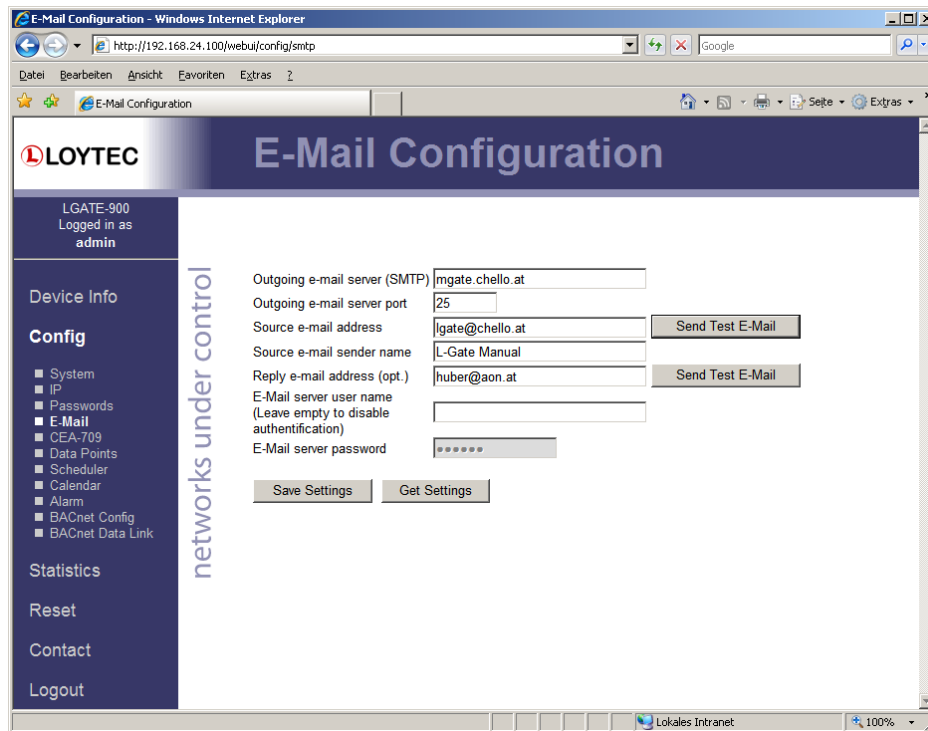 E-Mail Configuration - Windows Internet Explorer
http://192.168.24.100/webui/config/smtp
Google
Datei Bearbeiten Ansicht Favoriten Extras ?
E-Mail Configuration
Seite Extras
LOYTEC
E-Mail Configuration
LGATE-900
Logged in as
admin
Device Info
Config
System
IP
Passwords
E-Mail
CEA-709
Data Points
Scheduler
Calendar
Alarm
BACnet Config
BACnet Data Link
Statistics
Reset
Contact
Logout
networks under control
Outgoing e-mail server (SMTP) mgate.chello.at
Outgoing e-mail server port 25
Source e-mail address lgate@chello.at Send Test E-Mail
Source e-mail sender name L-Gate Manual
Reply e-mail address (opt.) huber@aon.at Send Test E-Mail
E-Mail server user name
(Leave empty to disable
authentification)
E-Mail server password ••••••
Save Settings Get Settings
Lokales Intranet 100%